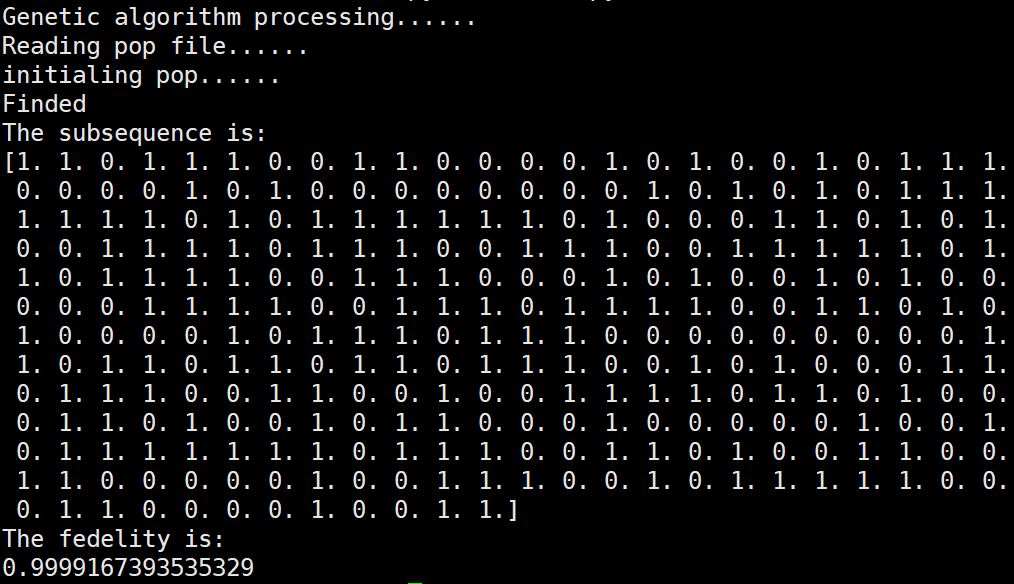 Genetic algorithm processing......
Reading pop file......
initialing pop......
Finded
The subsequence is:
[1. 1. 0. 1. 1. 1. 0. 0. 1. 1. 0. 0. 0. 0. 1. 0. 1. 0. 0. 1. 0. 1. 1. 1.
0. 0. 0. 0. 1. 0. 1. 0. 0. 0. 0. 0. 0. 0. 0. 1. 0. 1. 0. 1. 0. 1. 1. 1.
1. 1. 1. 1. 0. 1. 0. 1. 1. 1. 1. 1. 1. 0. 1. 0. 0. 0. 1. 1. 0. 1. 0. 1.
0. 0. 1. 1. 1. 1. 0. 1. 1. 1. 0. 0. 1. 1. 1. 0. 0. 1. 1. 1. 1. 1. 0. 1.
1. 0. 1. 1. 1. 1. 0. 0. 1. 1. 1. 0. 0. 0. 1. 0. 1. 0. 0. 1. 0. 1. 0. 0.
0. 0. 0. 1. 1. 1. 1. 0. 0. 1. 1. 1. 0. 1. 1. 1. 1. 0. 0. 1. 1. 0. 1. 0.
1. 0. 0. 0. 0. 1. 0. 1. 1. 1. 0. 1. 1. 1. 0. 0. 0. 0. 0. 0. 0. 0. 0. 1.
1. 0. 1. 1. 0. 1. 1. 0. 1. 1. 0. 1. 1. 1. 0. 0. 1. 0. 1. 0. 0. 0. 1. 1.
0. 1. 1. 1. 0. 0. 1. 1. 0. 0. 1. 0. 0. 1. 1. 1. 1. 0. 1. 1. 0. 1. 0. 0.
0. 1. 1. 0. 1. 0. 0. 1. 0. 1. 1. 0. 0. 0. 1. 0. 0. 0. 0. 0. 1. 0. 0. 1.
0. 1. 1. 1. 1. 1. 1. 1. 0. 1. 1. 1. 0. 0. 1. 1. 0. 1. 0. 0. 1. 1. 0. 0.
1. 1. 0. 0. 0. 0. 0. 1. 0. 0. 1. 1. 1. 0. 0. 1. 0. 1. 1. 1. 1. 1. 0. 0.
0. 1. 1. 0. 0. 0. 0. 1. 0. 0. 1. 1.]
The fedelity is:
0.9999167393535329